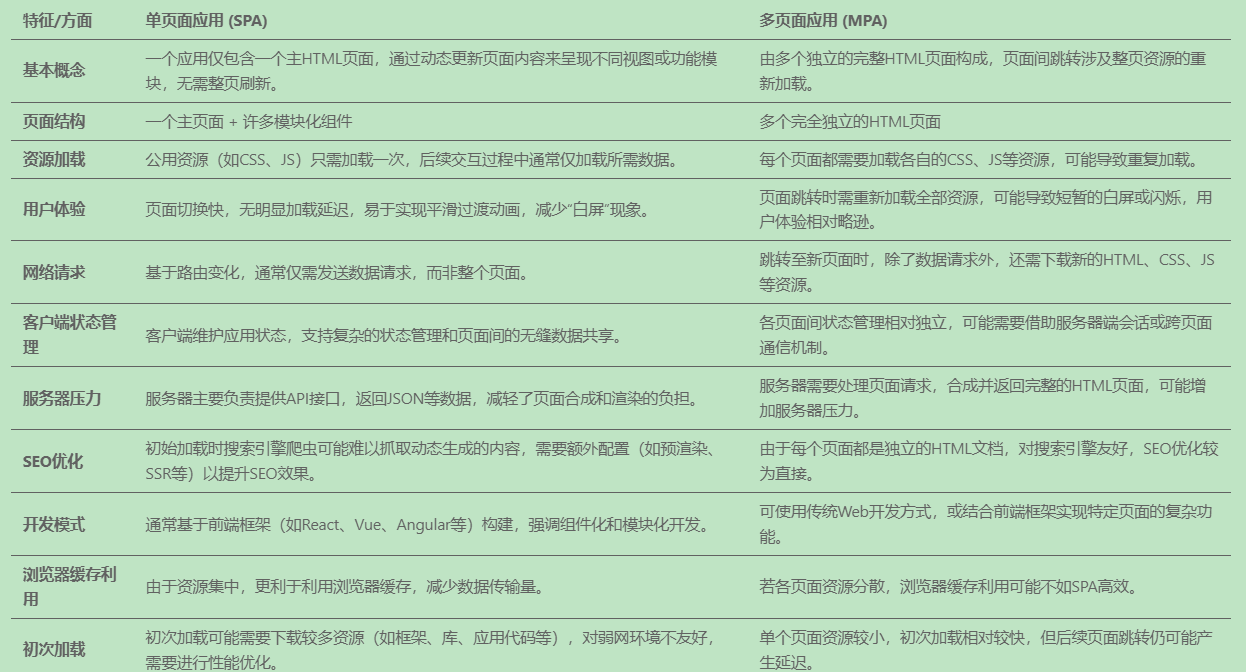 特征/方面 单页面应用 (SPA) 多页面应用 (MPA)
基本概念 一个应用仅包含一个主HTML页面，通过动态更新页面内容来呈现不同视图或功能模
块，无需整页刷新。
由多个独立的完整HTML页面构成，页面间跳转涉及整页资源的重
新加载。
页面结构 一个主页面 + 许多模块化组件 多个完全独立的HTML页面
资源加载 公用资源（如CSS、JS）只需加载一次，后续交互过程中通常仅加载所需数据。 每个页面都需要加载各自的CSS、JS等资源，可能导致重复加载。
用户体验 页面切换快，无明显加载延迟，易于实现平滑过渡动画，减少“白屏”现象。
页面跳转时需重新加载全部资源，可能导致短暂的白屏或闪烁，用
户体验相对略逊。
网络请求 基于路由变化，通常仅需发送数据请求，而非整个页面。
跳转至新页面时，除了数据请求外，还需下载新的HTML、CSS、JS
等资源。
客户端状态管
理
客户端维护应用状态，支持复杂的状态管理和页面间的无缝数据共享。
各页面间状态管理相对独立，可能需要借助服务器端会话或跨页面
通信机制。
服务器压力 服务器主要负责提供API接口，返回JSON等数据，减轻了页面合成和渲染的负担。
服务器需要处理页面请求，合成并返回完整的HTML页面，可能增
加服务器压力。
SEO优化 初始加载时搜索引擎爬虫可能难以抓取动态生成的内容，需要额外配置（如预渲染、
SSR等）以提升SEO效果。
由于每个页面都是独立的HTML文档，对搜索引擎友好，SEO优化较
为直接。
开发模式 通常基于前端框架（如React、Vue、Angular等）构建，强调组件化和模块化开发。
可使用传统Web开发方式，或结合前端框架实现特定页面的复杂功
能。
浏览器缓存利
用
由于资源集中，更利于利用浏览器缓存，减少数据传输量。
若各页面资源分散，浏览器缓存利用可能不如SPA高效。
初次加载 初次加载可能需要下载较多资源（如框架、库、应用代码等），对弱网环境不友好，
需要进行性能优化。
单个页面资源较小，初次加载相对较快，但后续页面跳转仍可能产
生延迟。